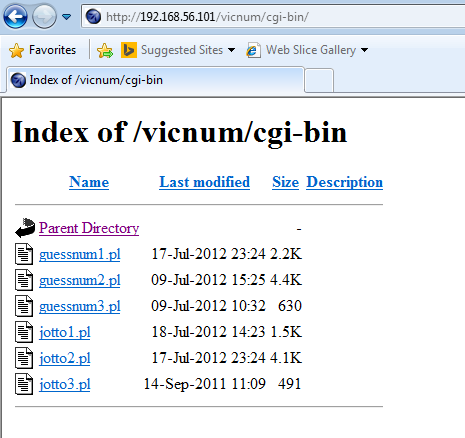 http://192.168.56.101/vicnum/cgi-bin/
Favorites Suggested Sites Web Slice Gallery
Index of /vicnum/cgi-bin
Index of /vicnum/cgi-bin
Name Last modified Size Description
Parent Directory -
guessnum1.pl 17-Jul-2012 23:24 2.2K
guessnum2.pl 09-Jul-2012 15:25 4.4K
guessnum3.pl 09-Jul-2012 10:32 630
jotto1.pl 18-Jul-2012 14:23 1.5K
jotto2.pl 17-Jul-2012 23:24 4.1K
jotto3.pl 14-Sep-2011 11:09 491